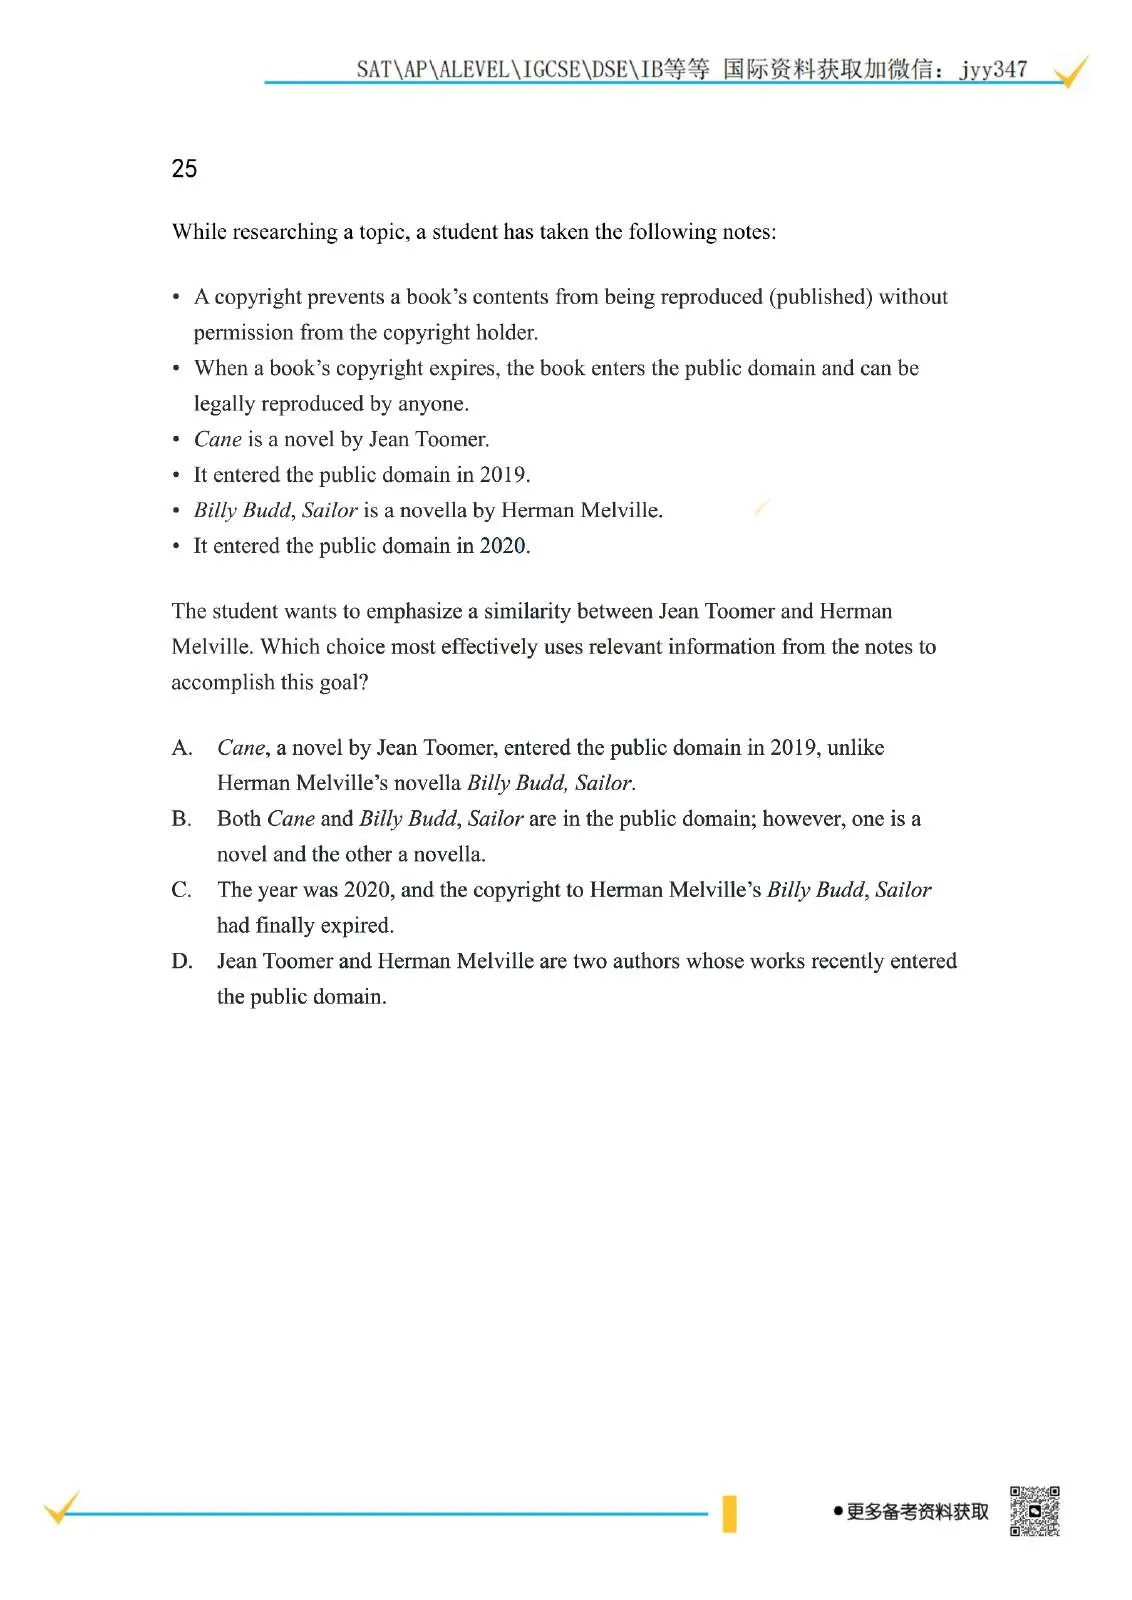 SAT\AP\ALEVEL\IGCSE\DSE\IB等等 国际资料获取加微信：jyy347
25
While researching a topic, a student has taken the following notes:
• A copyright prevents a book’s contents from being reproduced (published) without
permission from the copyright holder.
• When a book’s copyright expires, the book enters the public domain and can be
legally reproduced by anyone.
• Cane is a novel by Jean Toomer.
• It entered the public domain in 2019.
• Billy Budd, Sailor is a novella by Herman Melville.
• It entered the public domain in 2020.
The student wants to emphasize a similarity between Jean Toomer and Herman
Melville. Which choice most effectively uses relevant information from the notes to
accomplish this goal?
A. Cane, a novel by Jean Toomer, entered the public domain in 2019, unlike
Herman Melville’s novella Billy Budd, Sailor.
B. Both Cane and Billy Budd, Sailor are in the public domain; however, one is a
novel and the other a novella.
C. The year was 2020, and the copyright to Herman Melville’s Billy Budd, Sailor
had finally expired.
D. Jean Toomer and Herman Melville are two authors whose works recently entered
the public domain.
•更多备考资料获取